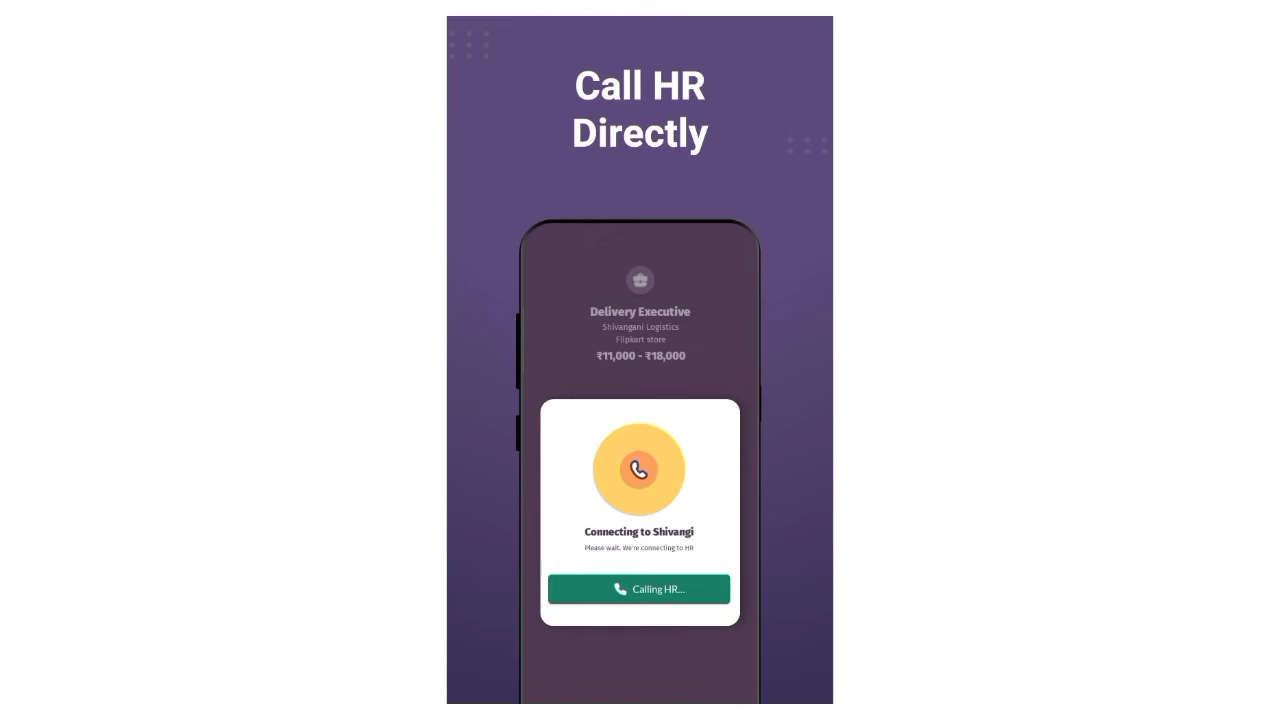 Call HR
Directly
Delivery Executive
Shivangani Logistics
Flipkart store
₹11,000 - ₹18,000
Connecting to Shivangi
Please wait. We're connecting to HR
Calling HR...